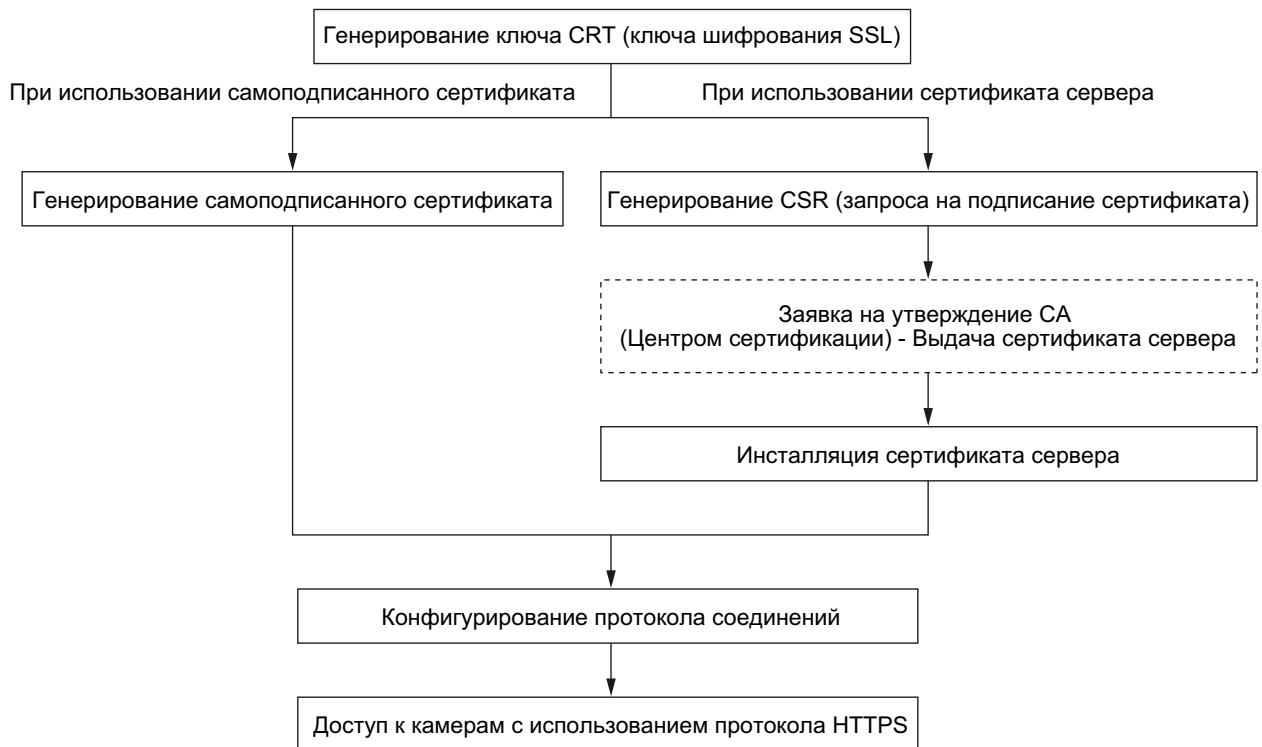 Генерирование ключа CRT (ключа шифрования SSL)
При использовании самоподписанного сертификата
При использовании сертификата сервера
Генерирование самоподписанного сертификата
Генерирование CSR (запроса на подписание сертификата)
Заявка на утверждение CA
(Центром сертификации) - Выдача сертификата сервера
Инсталляция сертификата сервера
Конфигурирование протокола соединений
Доступ к камерам с использованием протокола HTTPS